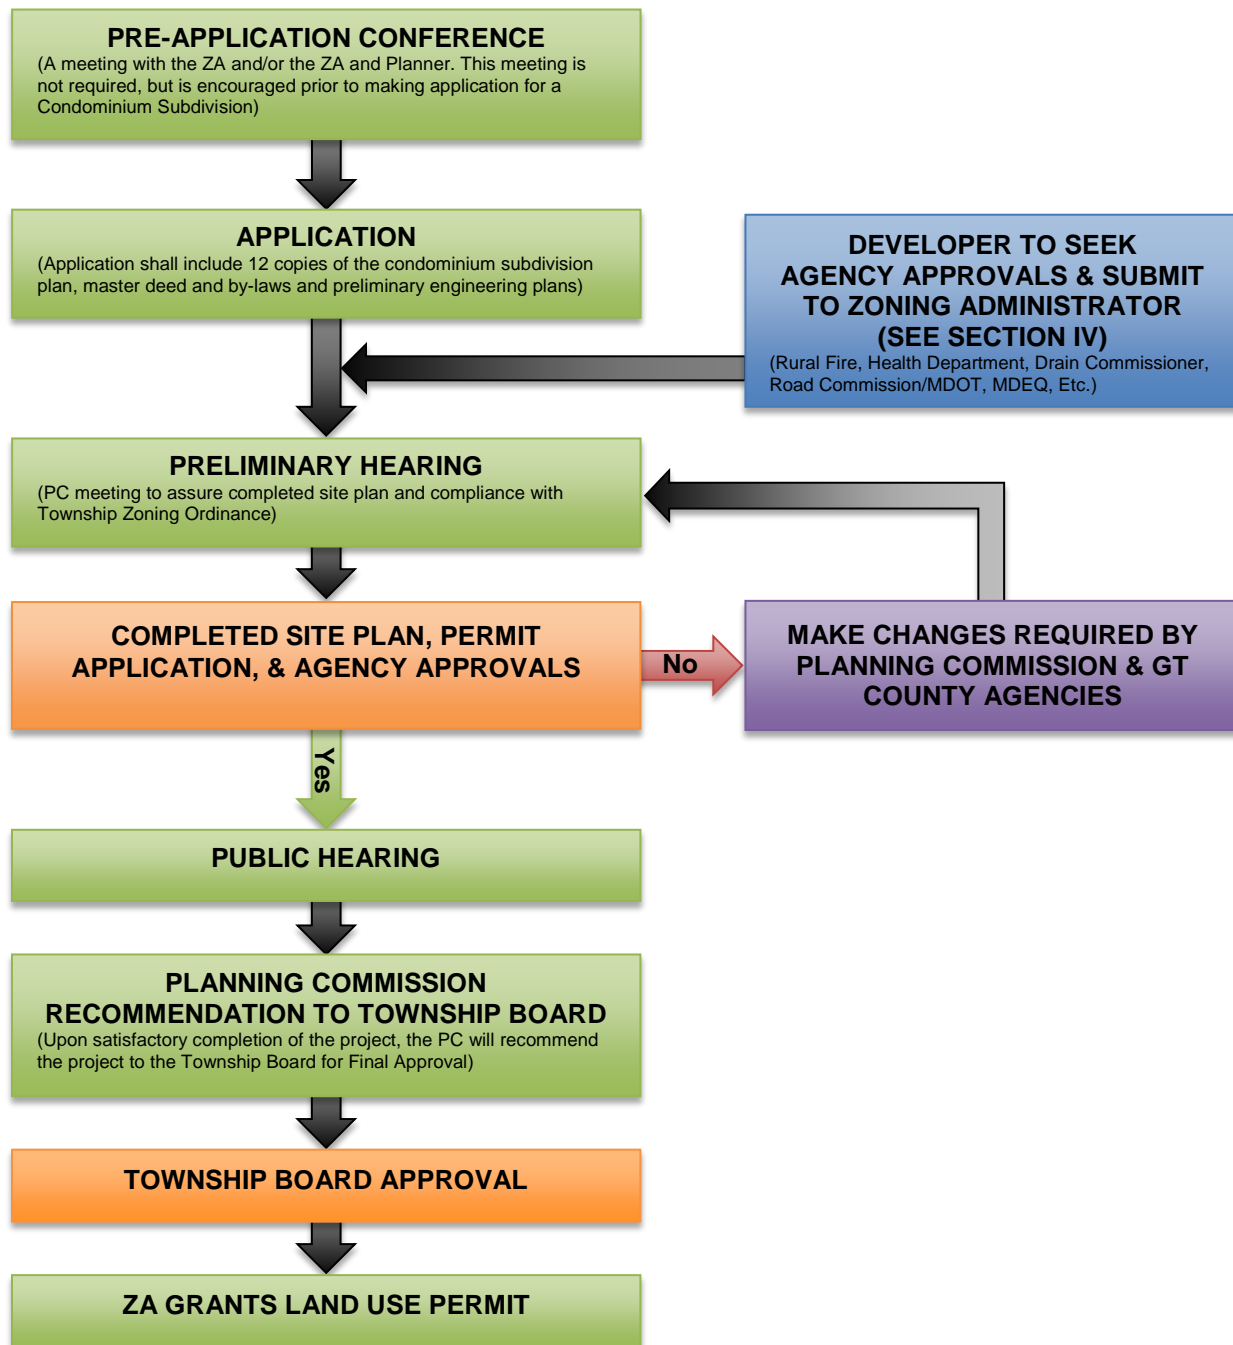 PRE-APPLICATION CONFERENCE
(A meeting with the ZA and/or the ZA and Planner. This meeting is
not required, but is encouraged prior to making application for a
Condominium Subdivision)
APPLICATION
(Application shall include 12 copies of the condominium subdivision
plan, master deed and by-laws and preliminary engineering plans)
DEVELOPER TO SEEK
AGENCY APPROVALS & SUBMIT
TO ZONING ADMINISTRATOR
(SEE SECTION IV)
(Rural Fire, Health Department, Drain Commissioner,
Road Commission/MDOT, MDEQ, Etc.)
PRELIMINARY HEARING
(PC meeting to assure completed site plan and compliance with
Township Zoning Ordinance)
COMPLETED SITE PLAN, PERMIT
APPLICATION, & AGENCY APPROVALS
No
MAKE CHANGES REQUIRED BY
PLANNING COMMISSION & GT
COUNTY AGENCIES
Yes
PUBLIC HEARING
PLANNING COMMISSION
RECOMMENDATION TO TOWNSHIP BOARD
(Upon satisfactory completion of the project, the PC will recommend
the project to the Township Board for Final Approval)
TOWNSHIP BOARD APPROVAL
ZA GRANTS LAND USE PERMIT